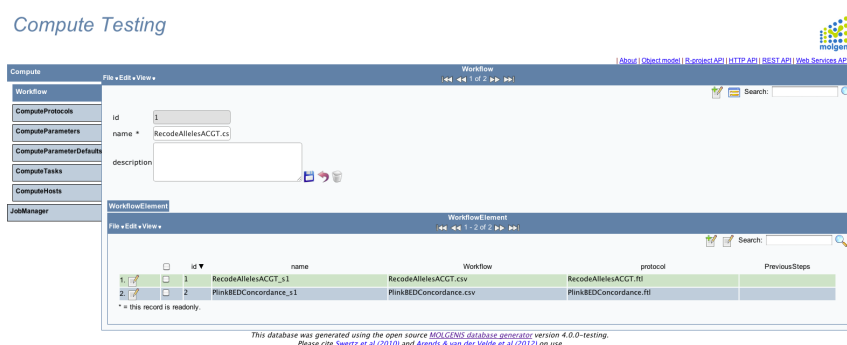 Compute Testing
molgen
| About | Object model | R-project API | HTTP API | REST API | Web Services AP
Compute
Workflow
ComputeProtocols
ComputeParameters
ComputeParameterDefaults
ComputeTasks
ComputeHosts
JobManager
Workflow
File Edit View
1 of 2
Search:
id 1
name * RecodeAllelesACGT.cs
description
WorkflowElement
WorkflowElement
File Edit View
1 - 2 of 2
Search:
id ▼ name Workflow protocol PreviousSteps
1. 1 RecodeAllelesACGT_s1 RecodeAllelesACGT.csv RecodeAllelesACGT.ftl
2. 2 PlinkBEDConcordance_s1 PlinkBEDConcordance.csv PlinkBEDConcordance.ftl
* = this record is readonly.
This database was generated using the open source MOLGENIS database generator version 4.0.0-testing.
Please cite Swertz et al (2010) and Arends & van der Velde et al (2012) on use.